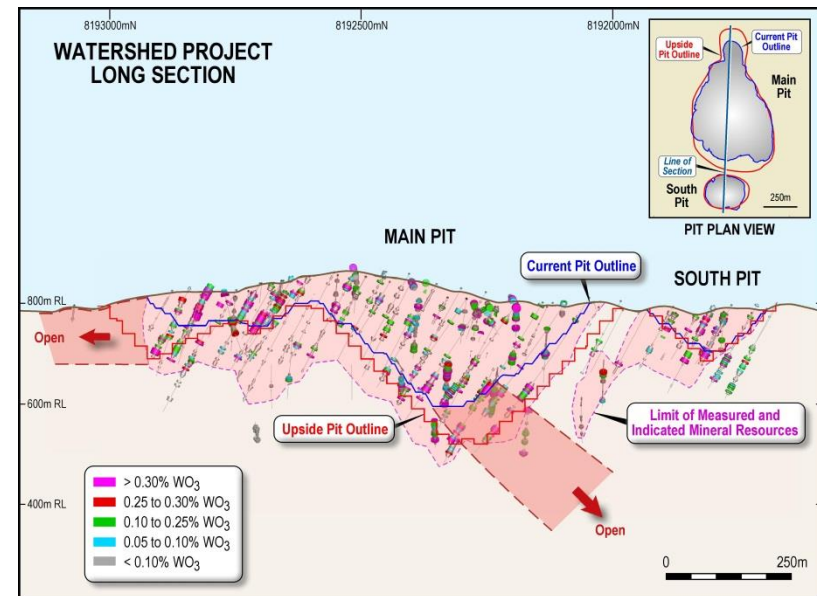 8193000mN
8192500mN
8192000mN
WATERSHED PROJECT
LONG SECTION
Upside
Pit Outline
Current Pit
Outline
Main
Pit
Line of
Section
South
Pit
250m
PIT PLAN VIEW
MAIN PIT
Current Pit Outline
SOUTH PIT
800m RL
Open
600m RL
Upside Pit Outline
Limit of Measured and
Indicated Mineral Resources
400m RL
Open
> 0.30% WO3
0.25 to 0.30% WO3
0.10 to 0.25% WO3
0.05 to 0.10% WO3
< 0.10% WO3
0
250m